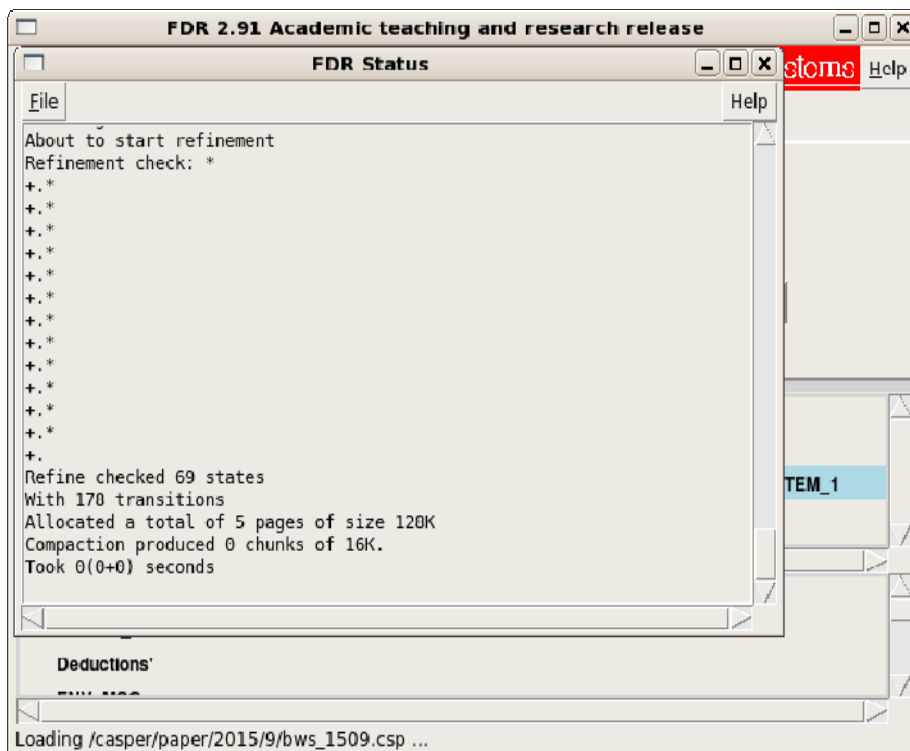 FDR 2.91 Academic teaching and research release
FDR Status
stems Help
File Help
About to start refinement
Refinement check: *
+.*
+.*
+.*
+.*
+.*
+.*
+.*
+.*
+.*
+.*
+.*
+.
Refine checked 69 states
With 178 transitions
Allocated a total of 5 pages of size 128K
Compaction produced 0 chunks of 16K.
Took 0(0+0) seconds
TEM_1
Deductions'
Loading /casper/paper/2015/9/bws_1509.csp ...